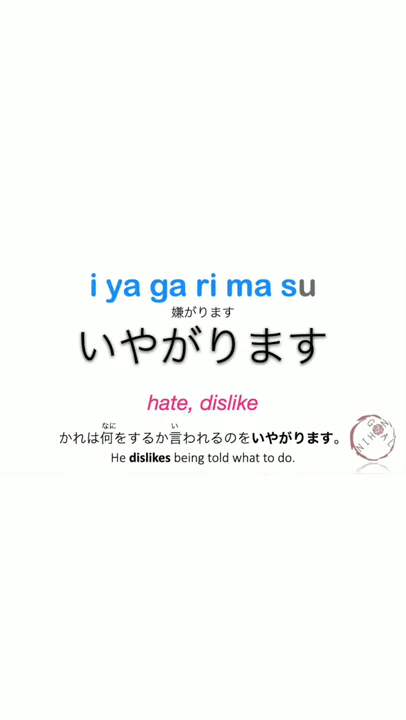 i ya ga ri ma su
嫌がります
いやがります
hate, dislike
なに い
かれは何をするか言われるのをいやがります。
He dislikes being told what to do.
NIHONGOAL